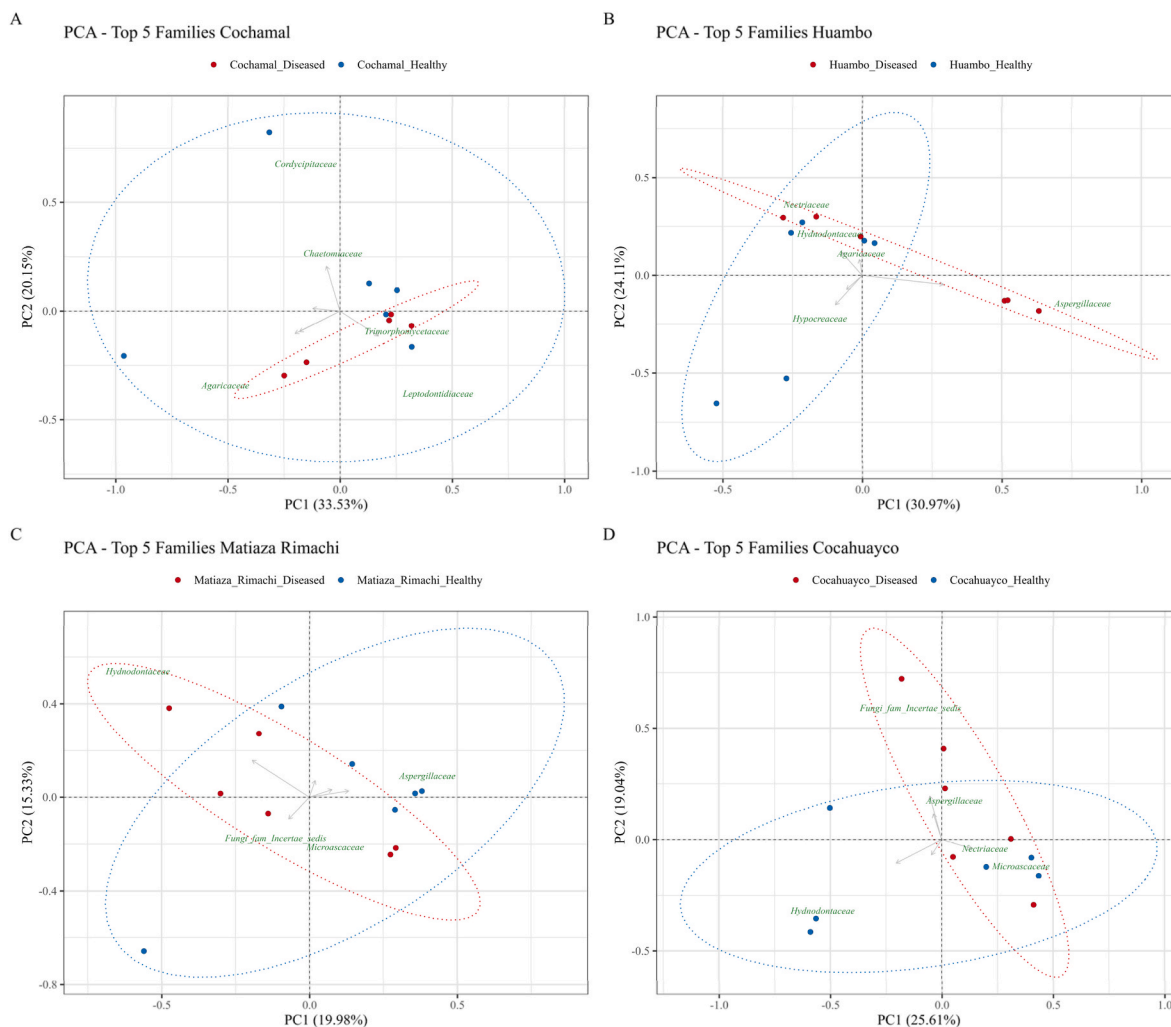 A
PCA - Top 5 Families Cochamal
Cochamal_Diseased Cochamal_Healthy
Cordycipitaceae
Chaetomiaceae
Trimorphomycetaceae
Agaricaceae
Leptodontidiaceae
0.5
0.0
-0.5
PC2 (20.15%)
-1.0 -0.5 0.0 0.5 1.0
PC1 (33.53%)
B
PCA - Top 5 Families Huambo
Huambo_Diseased Huambo_Healthy
Nectriaceae
Hydnodontaceae
Agaricaceae
Aspergillaceae
Hypocreaceae
0.5
0.0
-0.5
-1.0
PC2 (24.11%)
-0.5 0.0 0.5 1.0
PC1 (30.97%)
C
PCA - Top 5 Families Matiaza Rimachi
Matiaza_Rimachi_Diseased Matiaza_Rimachi_Healthy
Hydnodontaceae
Aspergillaceae
Fungi_fam_Incertae_sedis
Microascaceae
0.4
0.0
-0.4
-0.8
PC2 (15.33%)
-0.5 0.0 0.5
PC1 (19.98%)
D
PCA - Top 5 Families Cocahuayco
Cocahuayco_Diseased Cocahuayco_Healthy
Fungi_fam_Incertae_sedis
Aspergillaceae
Nectriaceae
Microascaceae
Hydnodontaceae
1.0
0.5
0.0
-0.5
PC2 (19.04%)
-1.0 -0.5 0.0 0.5 1.0
PC1 (25.61%)